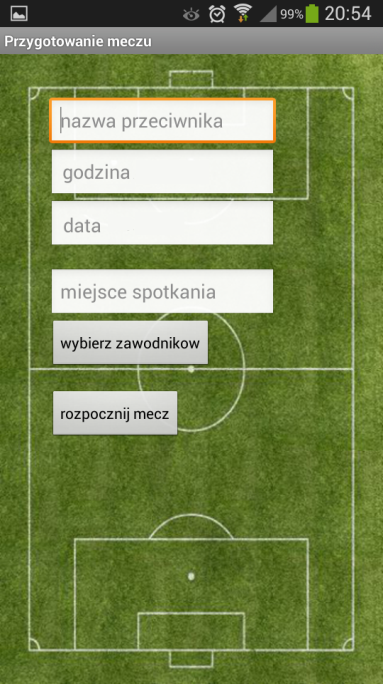 99% 20:54
Przygotowanie meczu
nazwa przeciwnika
godzina
data
miejsce spotkania
wybierz zawodnikow
rozpocznij mecz